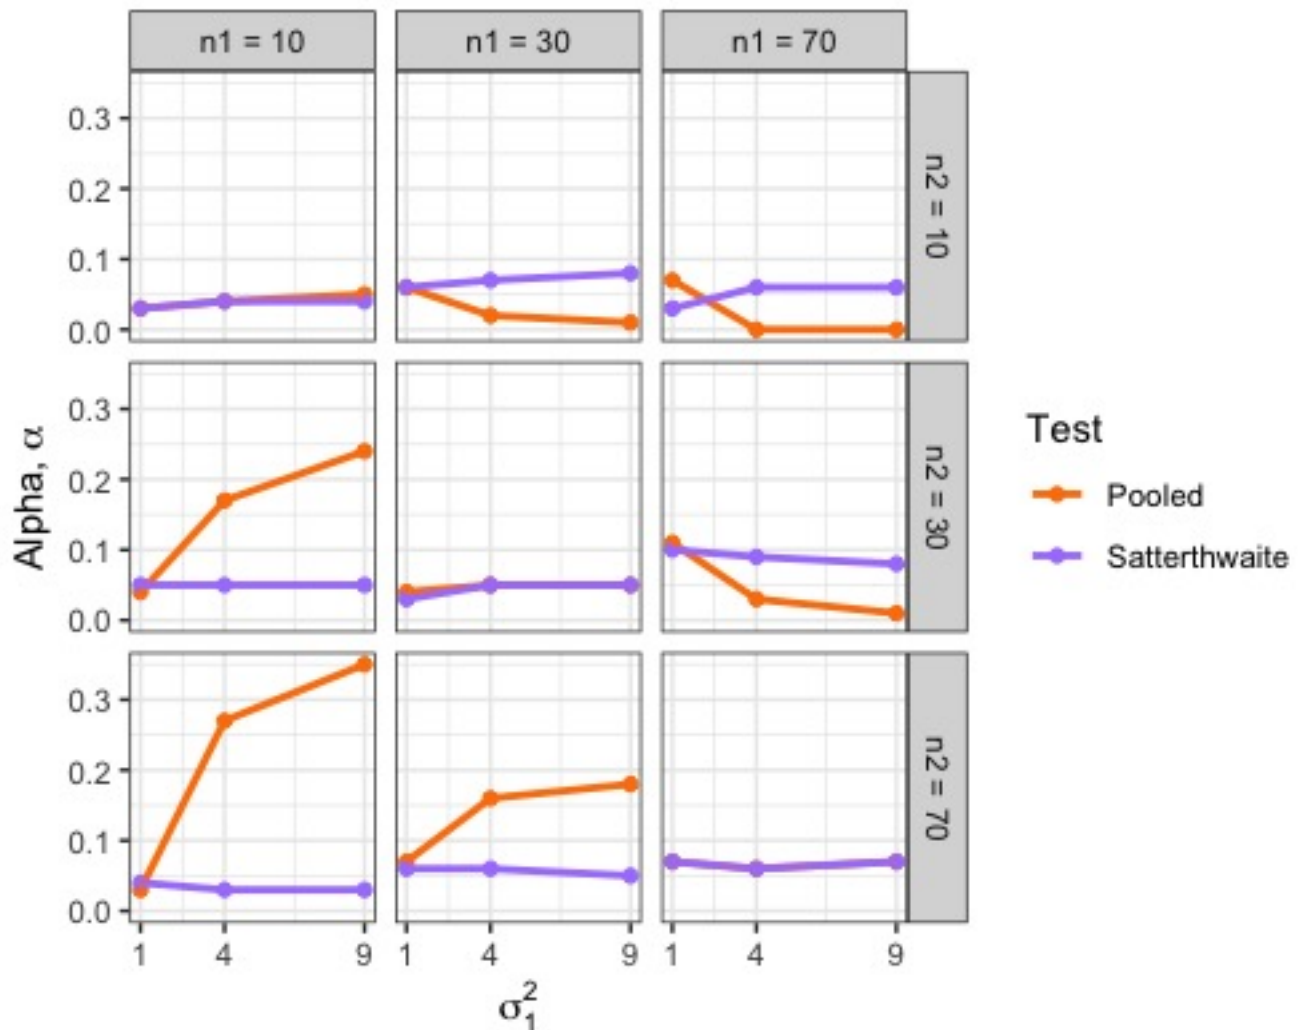 n1 = 10 n1 = 30 n1 = 70
0.3
0.2
0.1
0.0
n2 = 10
0.3
0.2
0.1
0.0
n2 = 30
0.3
0.2
0.1
0.0
n2 = 70
Alpha, α
1 4 9 1 4 9 1 4 9
σ₁²
Test
Pooled
Satterthwaite